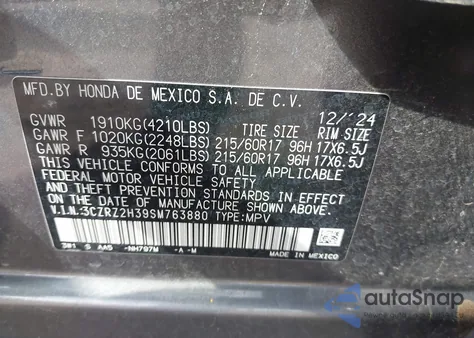 MFD.BY HONDA DE MEXICO S.A. DE C.V.
12/'24
GVWR 1910KG(4210LBS) TIRE SIZE RIM SIZE
GAWR F 1020KG(2248LBS) 215/60R17 96H 17X6.5J
GAWR R 935KG(2061LBS) 215/60R17 96H 17X6.5J
THIS VEHICLE CONFORMS TO ALL APPLICABLE
FEDERAL MOTOR VEHICLE SAFETY AND
THEFT PREVENTION STANDARDS IN EFFECT ON THE
DATE OF MANUFACTURE SHOWN ABOVE.
V.I.N.:3CZRZ2H39SM763880 TYPE:MPV
301 S AA5 -NH797M -A -M
MADE IN MEXICO
autoSnap